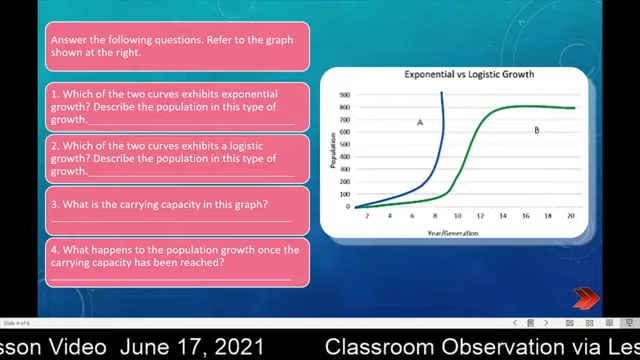 Answer the following questions. Refer to the graph
shown at the right.
1. Which of the two curves exhibits exponential
growth? Describe the population in this type of
growth.
2. Which of the two curves exhibits a logistic
growth? Describe the population in this type of
growth.
3. What is the carrying capacity in this graph?
4. What happens to the population growth once the
carrying capacity has been reached?
Exponential vs Logistic Growth
900
800
700
600
500
400
300
200
100
0
Population
A
B
2 4 6 8 10 12 14 16 18 20
Year/Generation
Slide 4 of 6
sson Video June 17, 2021 Classroom Observation via Les